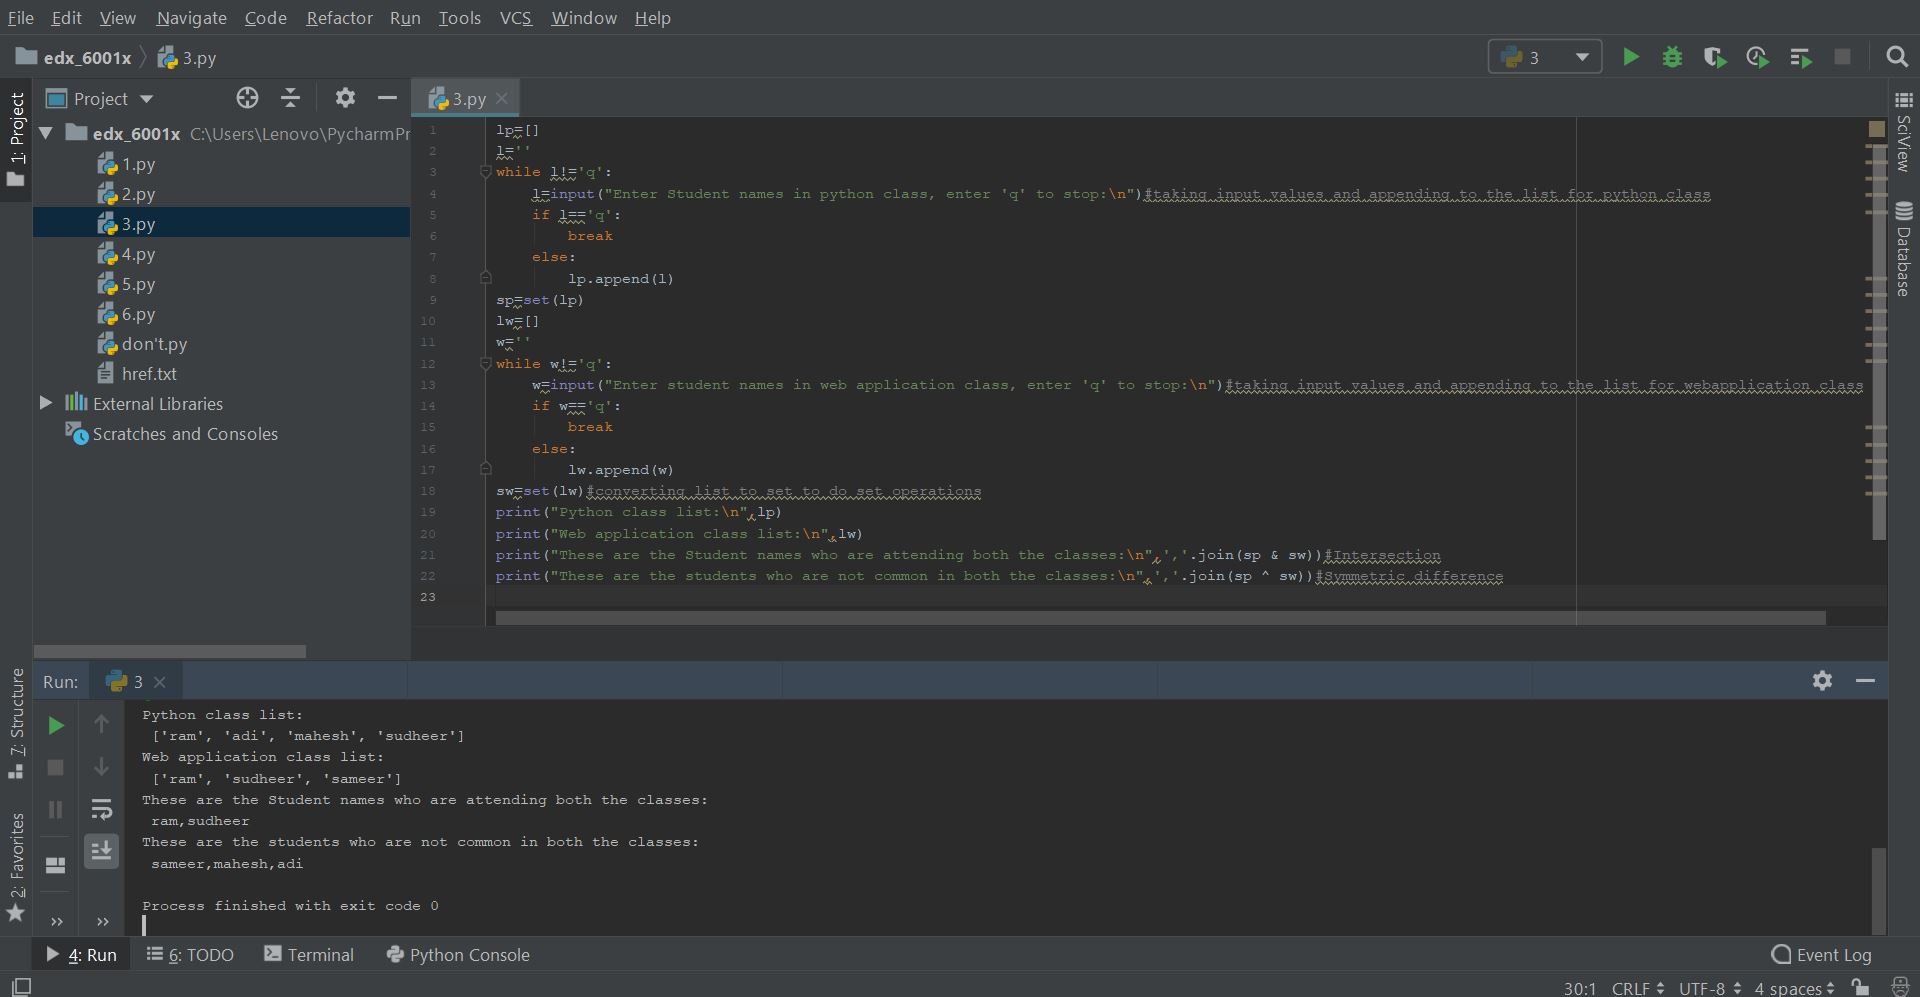 File Edit View Navigate Code Refactor Run Tools VCS Window Help
edx_6001x 3.py 3
1: Project
Project
3.py
edx_6001x C:\Users\Lenovo\PycharmPr
1.py
2.py
3.py
4.py
5.py
6.py
don't.py
href.txt
External Libraries
Scratches and Consoles
1 lp=[]
2 l=''
3 while l!='q':
4     l=input("Enter Student names in python class, enter 'q' to stop:\n")#taking input values and appending to the list for python class
5     if l=='q':
6         break
7     else:
8         lp.append(l)
9 sp=set(lp)
10 lw=[]
11 w=''
12 while w!='q':
13     w=input("Enter student names in web application class, enter 'q' to stop:\n")#taking input values and appending to the list for webapplication class
14     if w=='q':
15         break
16     else:
17         lw.append(w)
18 sw=set(lw)#converting list to set to do set operations
19 print("Python class list:\n",lp)
20 print("Web application class list:\n",lw)
21 print("These are the Student names who are attending both the classes:\n",','.join(sp & sw))#Intersection
22 print("These are the students who are not common in both the classes:\n",','.join(sp ^ sw))#Symmetric difference
23
SciView
Database
7: Structure
2: Favorites
Run: 3
Python class list:
 ['ram', 'adi', 'mahesh', 'sudheer']
Web application class list:
 ['ram', 'sudheer', 'sameer']
These are the Student names who are attending both the classes:
 ram,sudheer
These are the students who are not common in both the classes:
 sameer,mahesh,adi
Process finished with exit code 0
4: Run 6: TODO Terminal Python Console Event Log
30:1 CRLF UTF-8 4 spaces